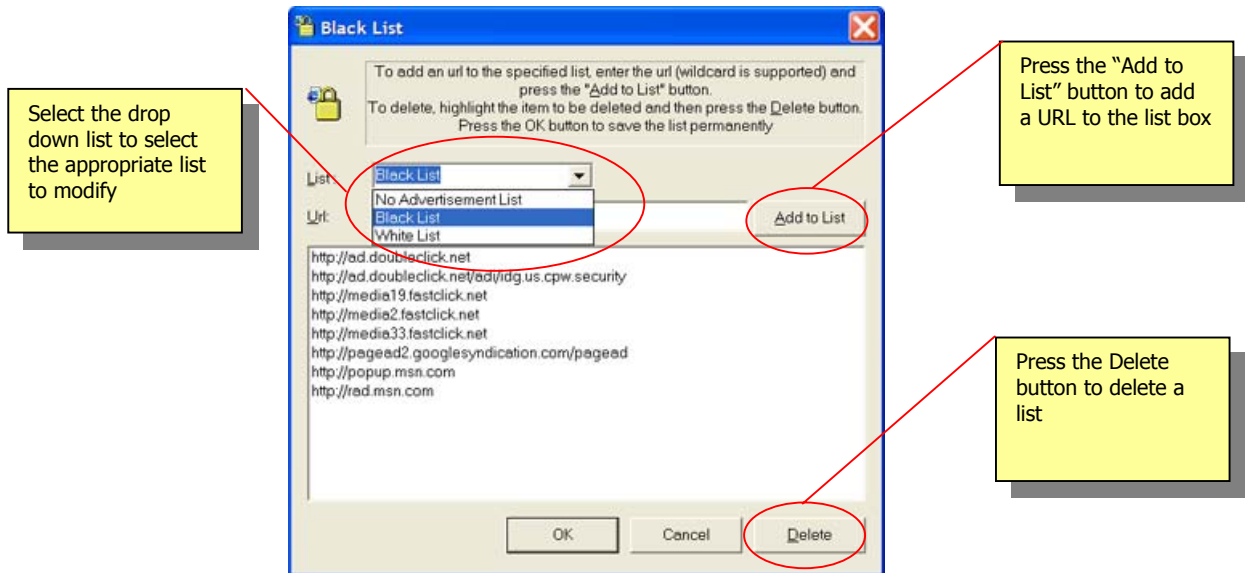 Black List
To add an url to the specified list, enter the url (wildcard is supported) and
press the "Add to List" button.
To delete, highlight the item to be deleted and then press the Delete button.
Press the OK button to save the list permanently
Select the drop
down list to select
the appropriate list
to modify
Press the “Add to
List” button to add
a URL to the list box
List:
Black List
No Advertisement List
Black List
White List
Url:
Add to List
http://ad.doubleclick.net
http://ad.doubleclick.net/adi/idg.us.cpw.security
http://media19.fastclick.net
http://media2.fastclick.net
http://media33.fastclick.net
http://pagead2.googlesyndication.com/pagead
http://popup.msn.com
http://rad.msn.com
Press the Delete
button to delete a
list
OK
Cancel
Delete